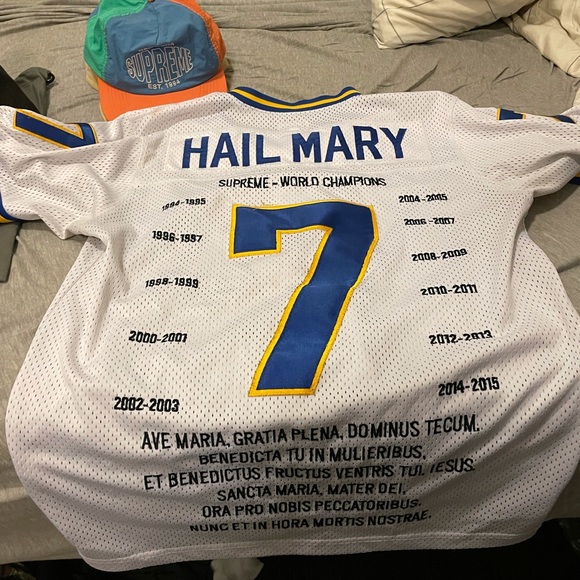 SUPREME
EST. 1994
7
HAIL MARY
SUPREME - WORLD CHAMPIONS
1994-1995
1996-1997
1998-1999
2000-2001
2002-2003
7
2004-2005
2006-2007
2008-2009
2010-2011
2012-2013
2014-2015
AVE MARIA, GRATIA PLENA, DOMINUS TECUM.
BENEDICTA TU IN MULIERIBUS,
ET BENEDICTUS FRUCTUS VENTRIS TUI, IESUS.
SANCTA MARIA, MATER DEI,
ORA PRO NOBIS PECCATORIBUS,
NUNC ET IN HORA MORTIS NOSTRAE.